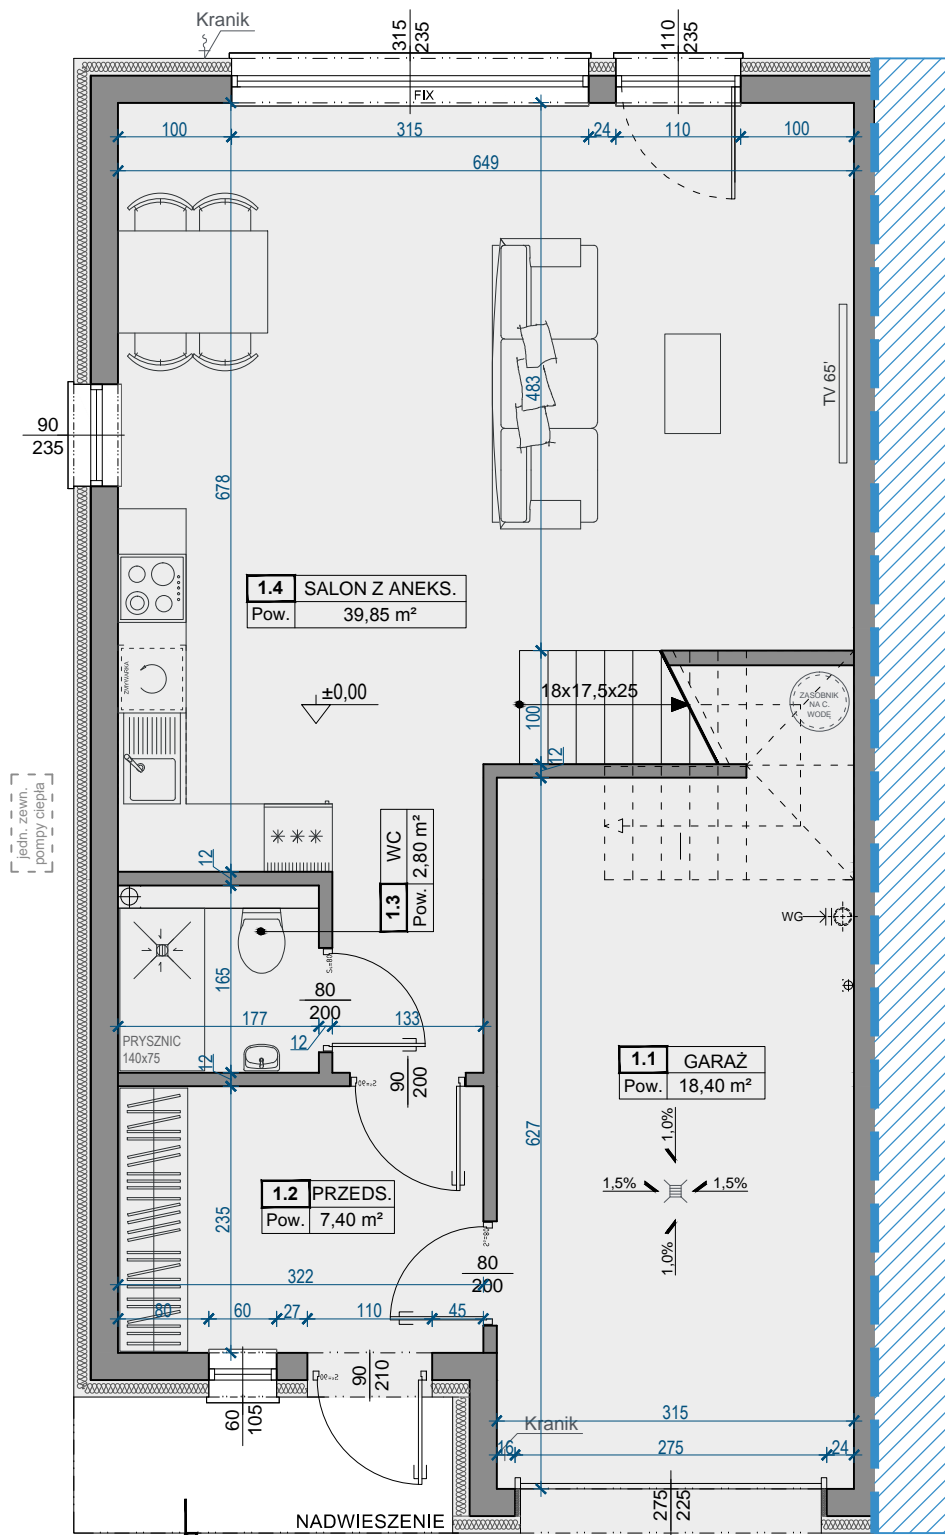 Kranik
315
235
110
235
FIX
100
315
24
110
100
649
483
TV 65'
90
235
678
1.4 SALON Z ANEKS.
Pow. 39,85 m²
ZMYWARKA
±0,00
18x17,5x25
100
12
ZASOBNIK
NA C.
WODĘ
jedn. zewn.
pompy ciepła
12
1.3 WC
Pow. 2,80 m²
WG
165
80
200
177
133
12
PRYSZNIC
140x75
12
90
200
1.1 GARAŻ
Pow. 18,40 m²
627
1,0%
1,5%
1,5%
1,0%
1.2 PRZEDS.
Pow. 7,40 m²
235
80
200
322
80
60
27
110
45
90
210
60
105
315
Kranik
16
275
24
275
225
NADWIESZENIE